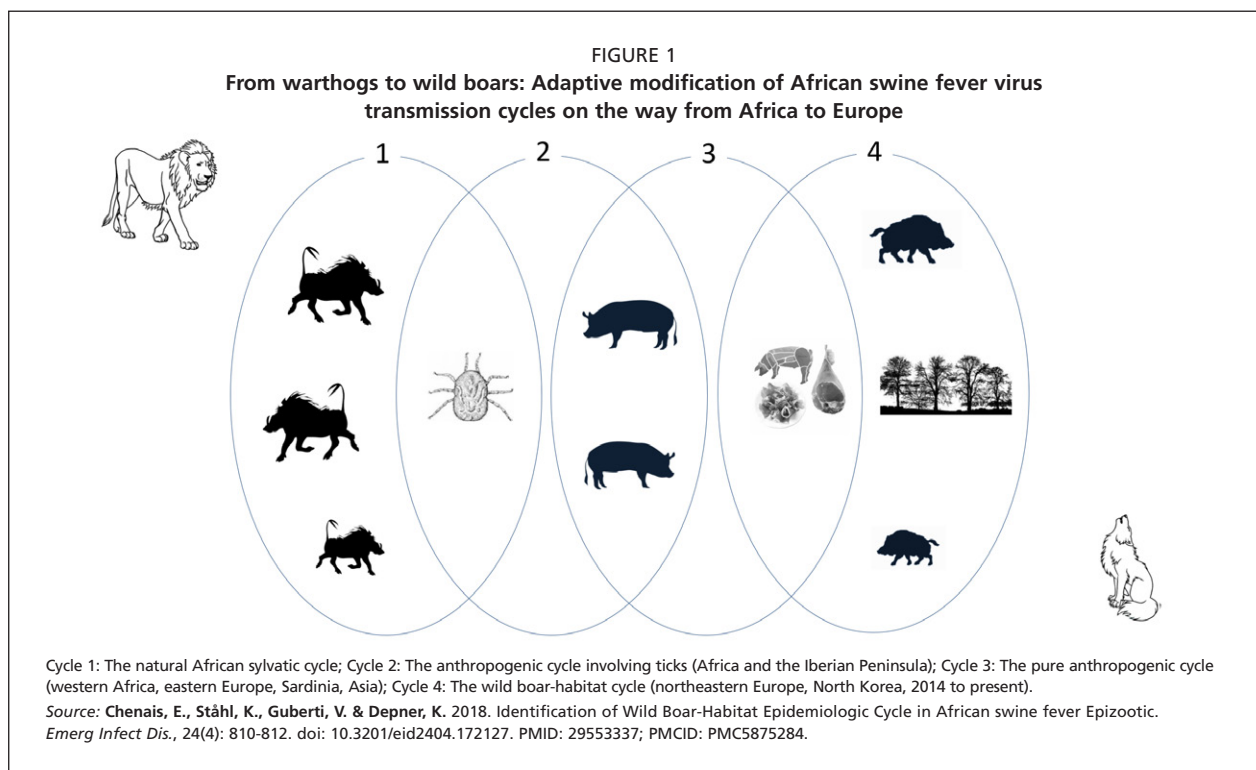 FIGURE 1
From warthogs to wild boars: Adaptive modification of African swine fever virus
transmission cycles on the way from Africa to Europe
1 2 3 4
Cycle 1: The natural African sylvatic cycle; Cycle 2: The anthropogenic cycle involving ticks (Africa and the Iberian Peninsula); Cycle 3: The pure anthropogenic cycle
(western Africa, eastern Europe, Sardinia, Asia); Cycle 4: The wild boar-habitat cycle (northeastern Europe, North Korea, 2014 to present).
Source: Chenais, E., Ståhl, K., Guberti, V. & Depner, K. 2018. Identification of Wild Boar-Habitat Epidemiologic Cycle in African swine fever Epizootic.
Emerg Infect Dis., 24(4): 810-812. doi: 10.3201/eid2404.172127. PMID: 29553337; PMCID: PMC5875284.